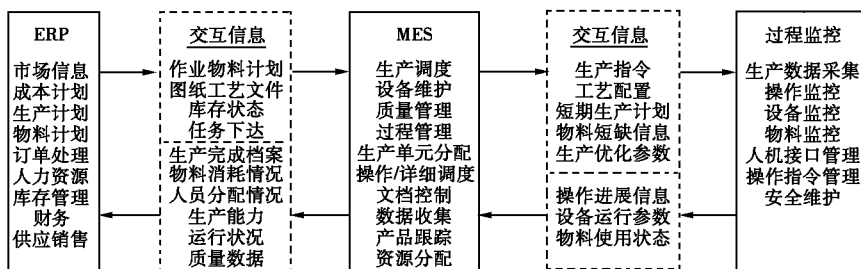 ERP
市场信息
成本计划
生产计划
物料计划
订单处理
人力资源
库存管理
财务
供应销售
交互信息
作业物料计划
图纸工艺文件
库存状态
任务下达
生产完成档案
物料消耗情况
人员分配情况
生产能力
运行状况
质量数据
MES
生产调度
设备维护
质量管理
过程管理
生产单元分配
操作/详细调度
文档控制
数据收集
产品跟踪
资源分配
交互信息
生产指令
工艺配置
短期生产计划
物料短缺信息
生产优化参数
操作进展信息
设备运行参数
物料使用状态
过程监控
生产数据采集
操作监控
设备监控
物料监控
人机接口管理
操作指令管理
安全维护